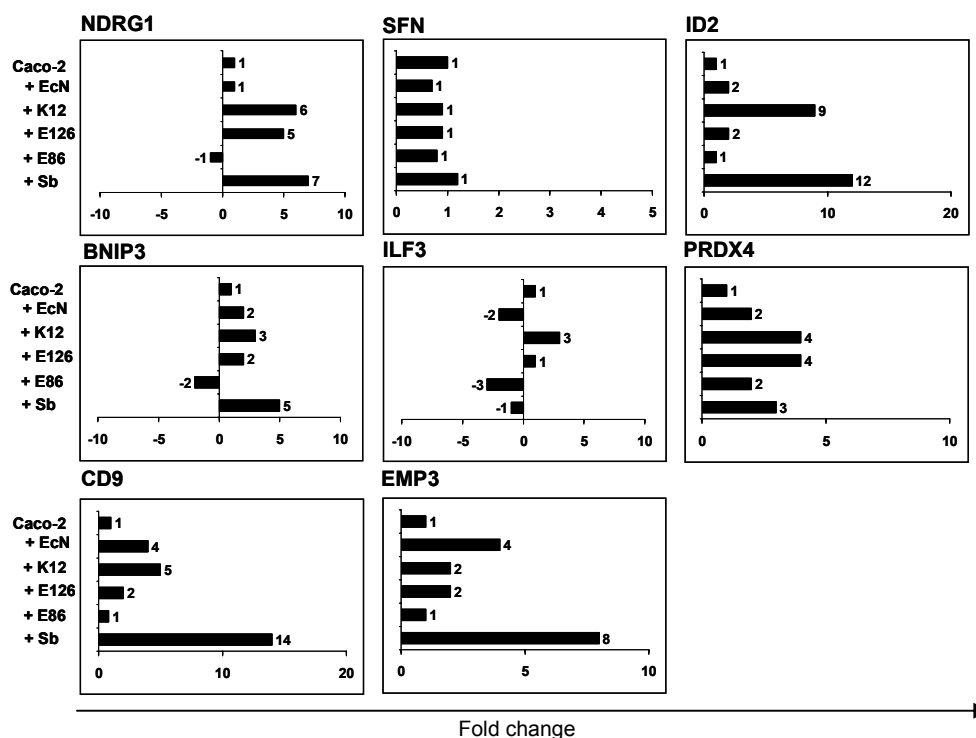 NDRG1 SFN ID2
Caco-2 1 1 1
+ EcN 1 1 2
+ K12 6 1 9
+ E126 5 1 2
+ E86 -1 1 1
+ Sb 7 1 12
-10 -5 0 5 10 0 1 2 3 4 5 0 10 20
BNIP3 ILF3 PRDX4
Caco-2 1 1 1
+ EcN 2 -2 2
+ K12 3 3 4
+ E126 2 1 4
+ E86 -2 -3 2
+ Sb 5 -1 3
-10 -5 0 5 10 -10 -5 0 5 10 0 5 10
CD9 EMP3
Caco-2 1 1
+ EcN 4 4
+ K12 5 2
+ E126 2 2
+ E86 1 1
+ Sb 14 8
0 10 20 0 5 10
Fold change